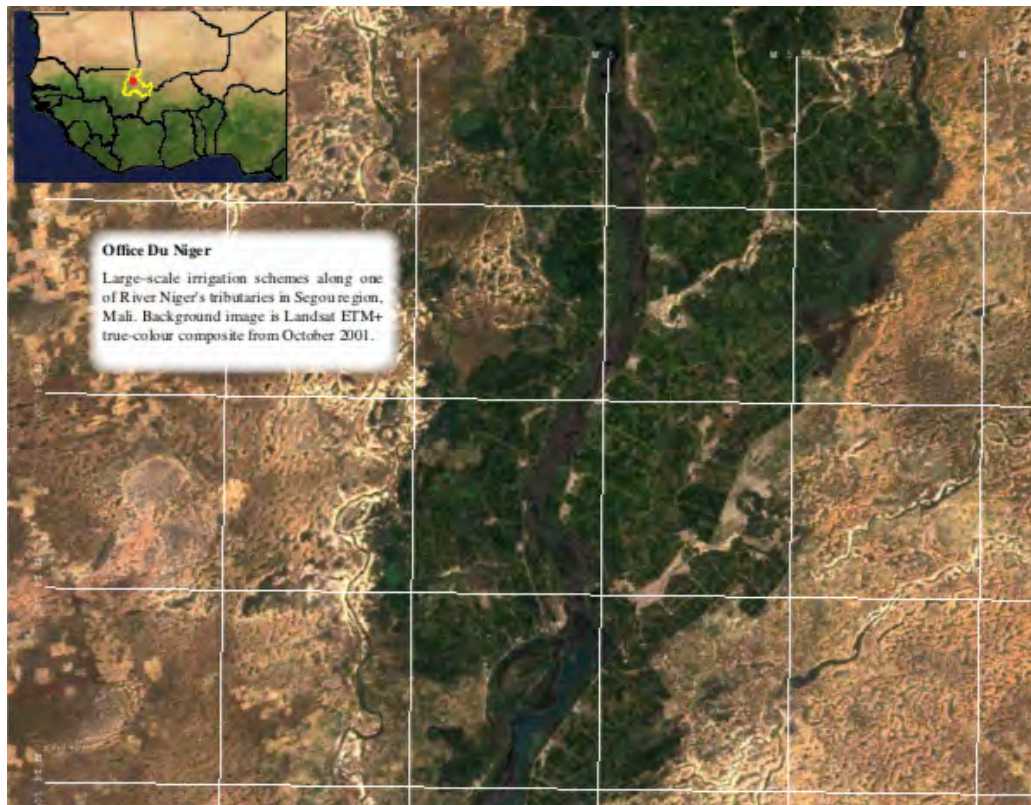 Office Du Niger
Large-scale irrigation schemes along one
of River Niger's tributaries in Segou region,
Mali. Background image is Landsat ETM+
true-colour composite from October 2001.